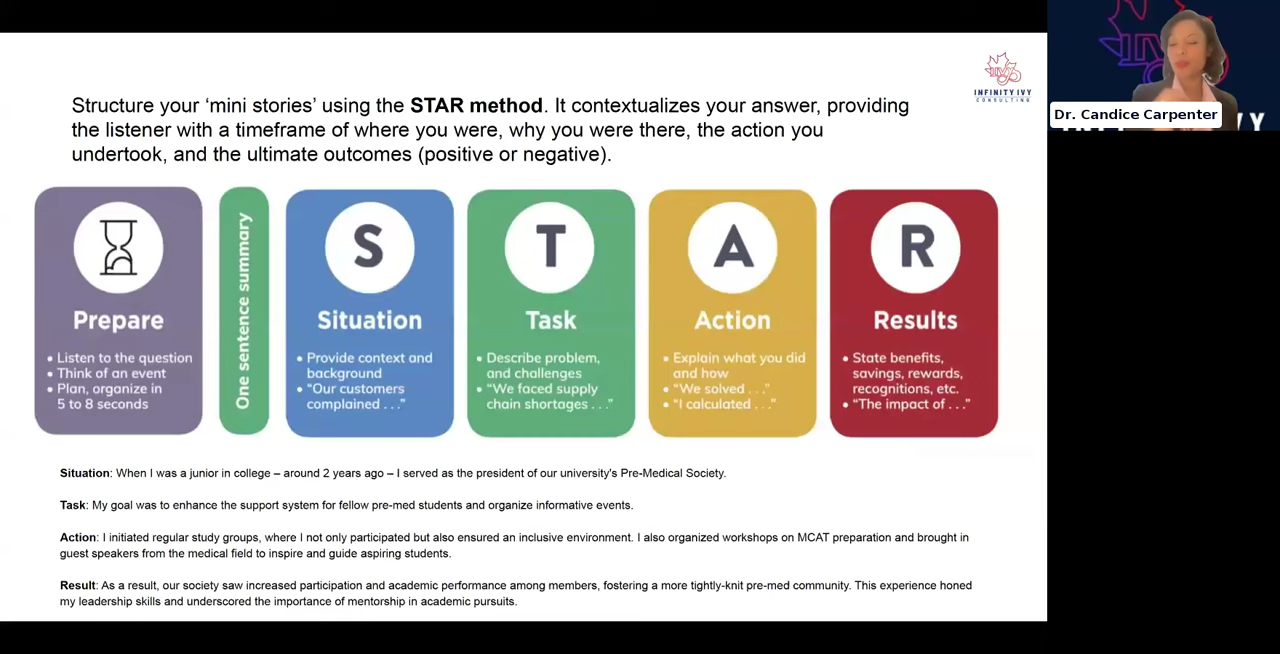 INFINITY IVY
CONSULTING
Dr. Candice Carpenter
Structure your ‘mini stories’ using the STAR method. It contextualizes your answer, providing
the listener with a timeframe of where you were, why you were there, the action you
undertook, and the ultimate outcomes (positive or negative).
Prepare
• Listen to the question
• Think of an event
• Plan, organize in
5 to 8 seconds
One sentence summary
S
Situation
• Provide context and
background
• “Our customers
complained . . .”
T
Task
• Describe problem,
and challenges
• “We faced supply
chain shortages . . .”
A
Action
• Explain what you did
and how
• “We solved . . .”
• “I calculated . . .”
R
Results
• State benefits,
savings, rewards,
recognitions, etc.
• “The impact of . . .”
Situation: When I was a junior in college – around 2 years ago – I served as the president of our university's Pre-Medical Society.
Task: My goal was to enhance the support system for fellow pre-med students and organize informative events.
Action: I initiated regular study groups, where I not only participated but also ensured an inclusive environment. I also organized workshops on MCAT preparation and brought in
guest speakers from the medical field to inspire and guide aspiring students.
Result: As a result, our society saw increased participation and academic performance among members, fostering a more tightly-knit pre-med community. This experience honed
my leadership skills and underscored the importance of mentorship in academic pursuits.